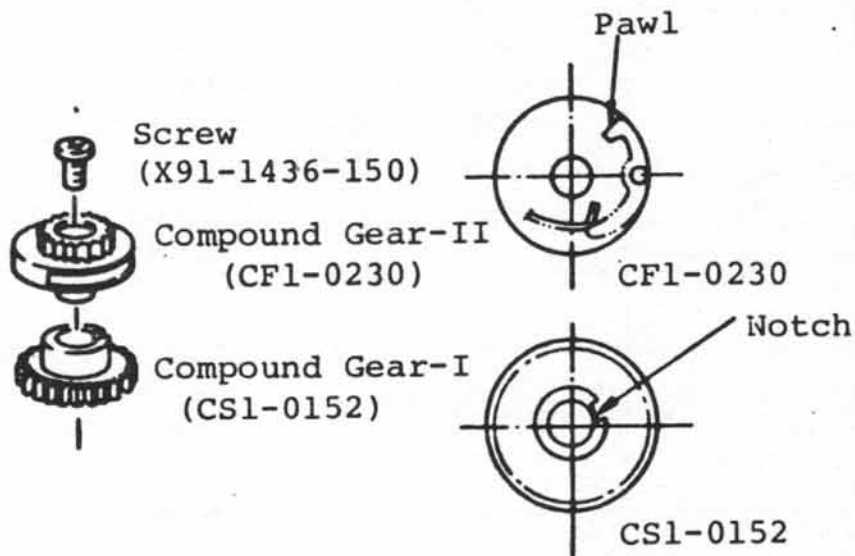 Pawl
Screw
(X91-1436-150)
Compound Gear-II
(CF1-0230)
CF1-0230
Notch
Compound Gear-I
(CS1-0152)
CS1-0152